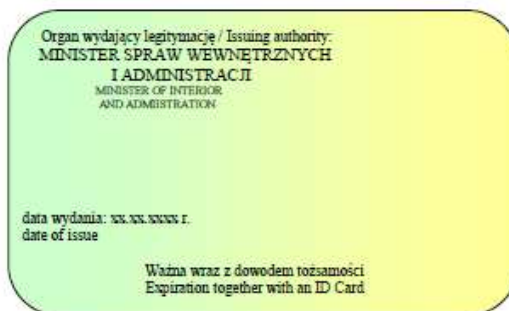 Organ wydający legitymację / Issuing authority:
MINISTER SPRAW WEWNĘTRZNYCH
I ADMINISTRACJI
MINISTER OF INTERIOR
AND ADMIISTRATION
data wydania: xx.xx.xxxx r.
date of issue
Ważna wraz z dowodem tożsamości
Expiration together with an ID Card